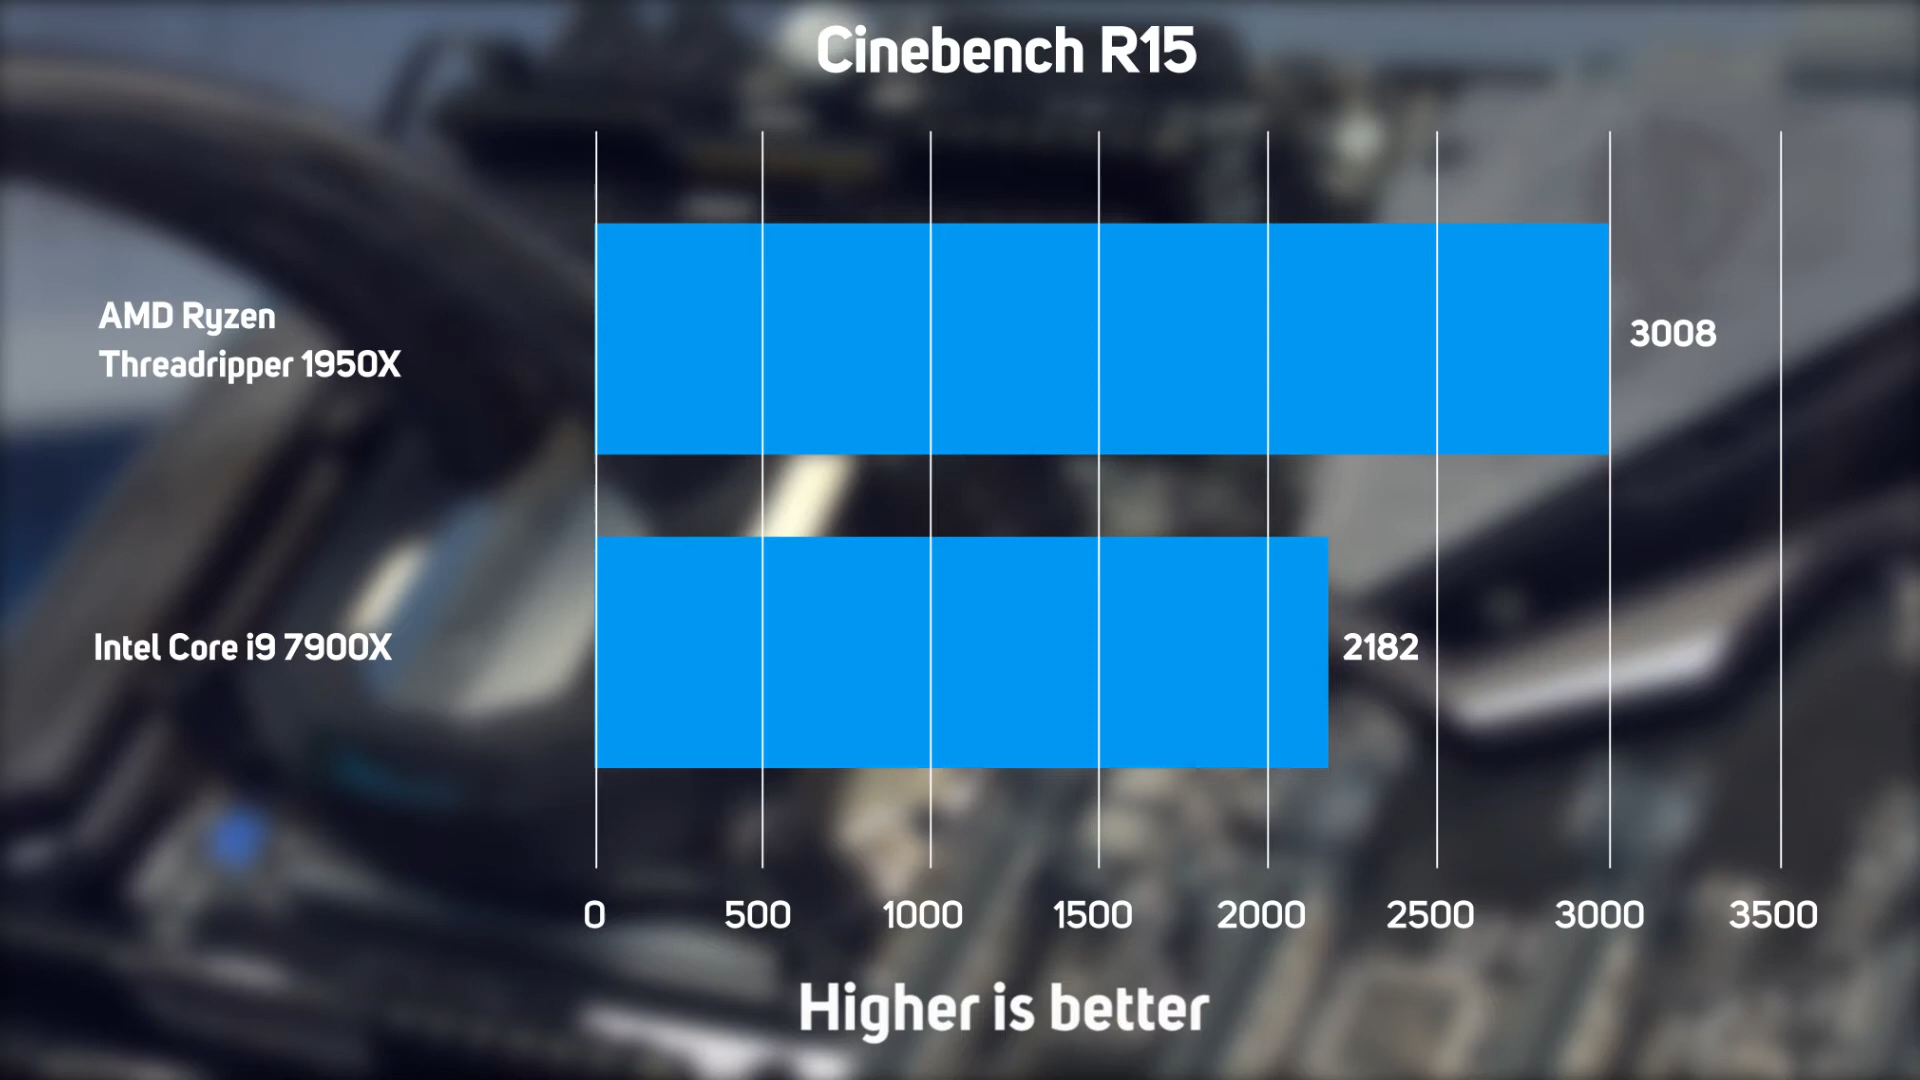 Cinebench R15
AMD Ryzen
Threadripper 1950X
3008
Intel Core i9 7900X
2182
0 500 1000 1500 2000 2500 3000 3500
Higher is better